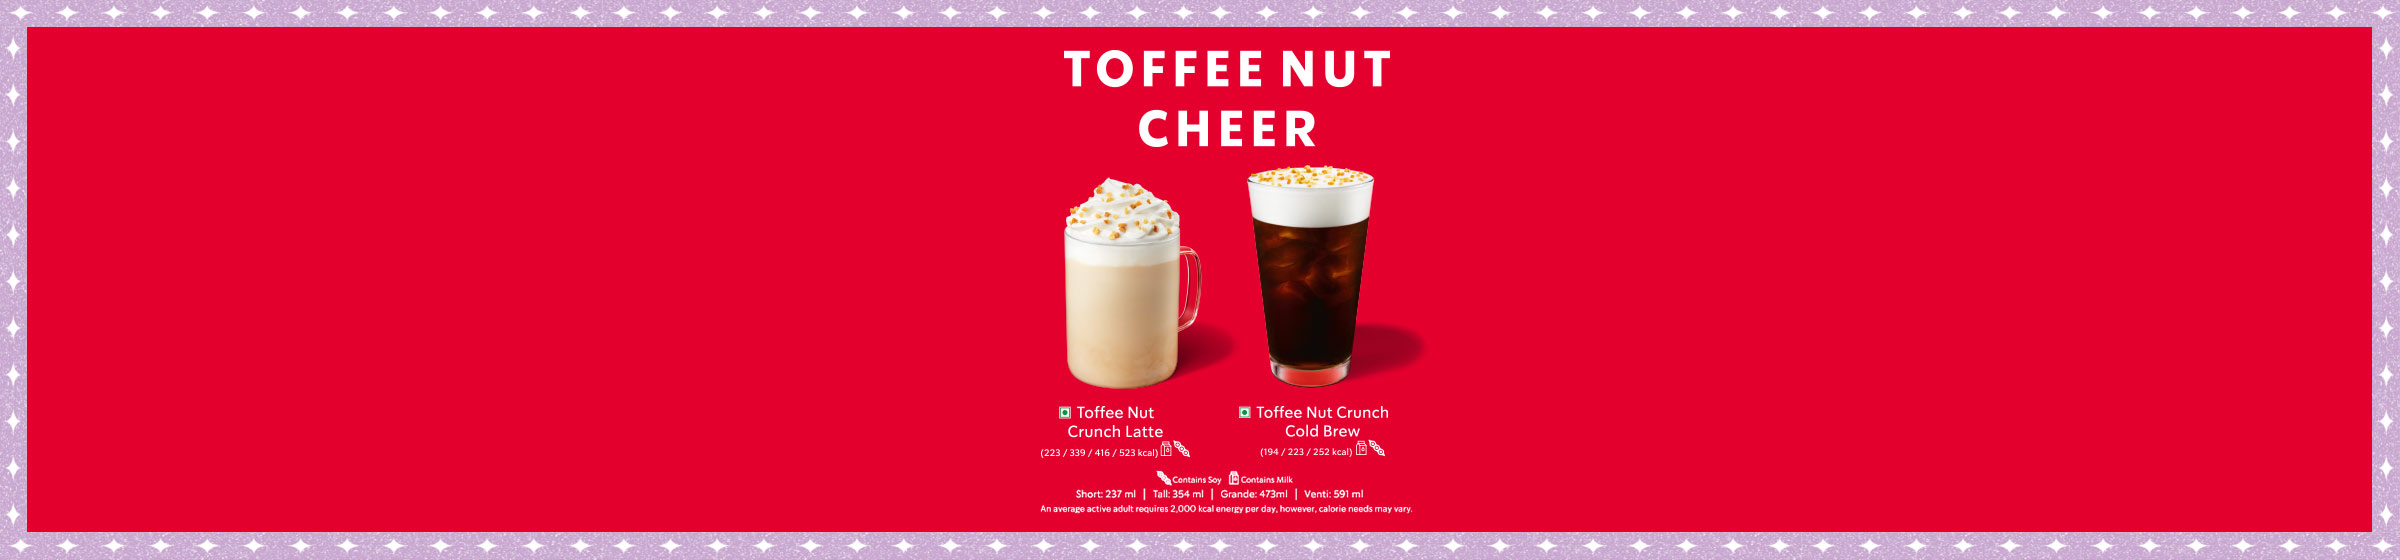 TOFFEE NUT
CHEER
Toffee Nut
Crunch Latte
(223 / 339 / 416 / 523 kcal)
Toffee Nut Crunch
Cold Brew
(194 / 223 / 252 kcal)
Contains Soy Contains Milk
Short: 237 ml | Tall: 354 ml | Grande: 473ml | Venti: 591 ml
An average active adult requires 2,000 kcal energy per day, however, calorie needs may vary.